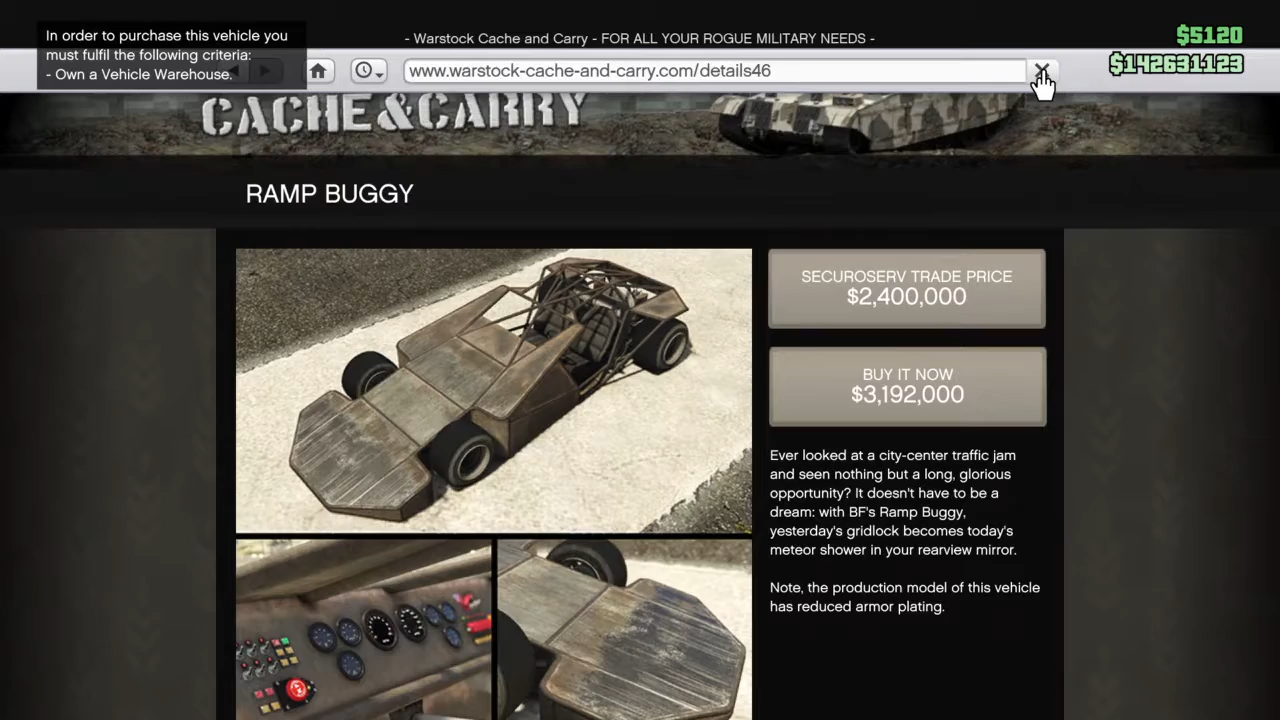 In order to purchase this vehicle you
must fulfil the following criteria:
- Own a Vehicle Warehouse.
- Warstock Cache and Carry - FOR ALL YOUR ROGUE MILITARY NEEDS -
$5120
$142631123
www.warstock-cache-and-carry.com/details46
CACHE&CARRY
RAMP BUGGY
SECUROSERV TRADE PRICE
$2,400,000
BUY IT NOW
$3,192,000
Ever looked at a city-center traffic jam
and seen nothing but a long, glorious
opportunity? It doesn't have to be a
dream: with BF's Ramp Buggy,
yesterday's gridlock becomes today's
meteor shower in your rearview mirror.
Note, the production model of this vehicle
has reduced armor plating.